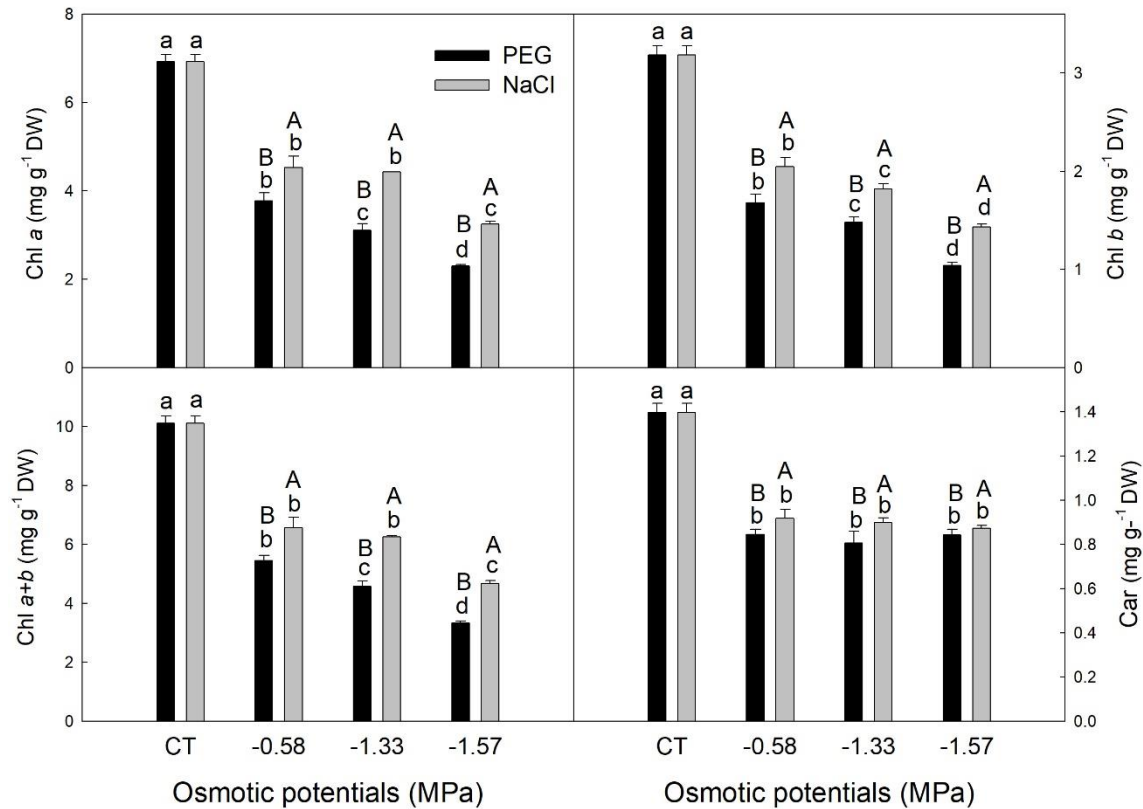 8
6
4
2
0
Chl a (mg g-1 DW)
a a
B A
b b
B A
c b
B A
d c
PEG
NaCl
3
2
1
0
Chl b (mg g-1 DW)
a a
B A
b b
B A
c c
B A
d d
10
8
6
4
2
0
Chl a+b (mg g-1 DW)
a a
B A
b b
B A
c b
B A
d c
1.4
1.2
1.0
0.8
0.6
0.4
0.2
0.0
Car (mg g-1 DW)
a a
B A
b b
B A
b b
B A
b b
CT -0.58 -1.33 -1.57
Osmotic potentials (MPa)
CT -0.58 -1.33 -1.57
Osmotic potentials (MPa)